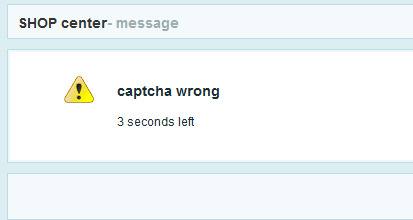 SHOP center- message
captcha wrong
3 seconds left